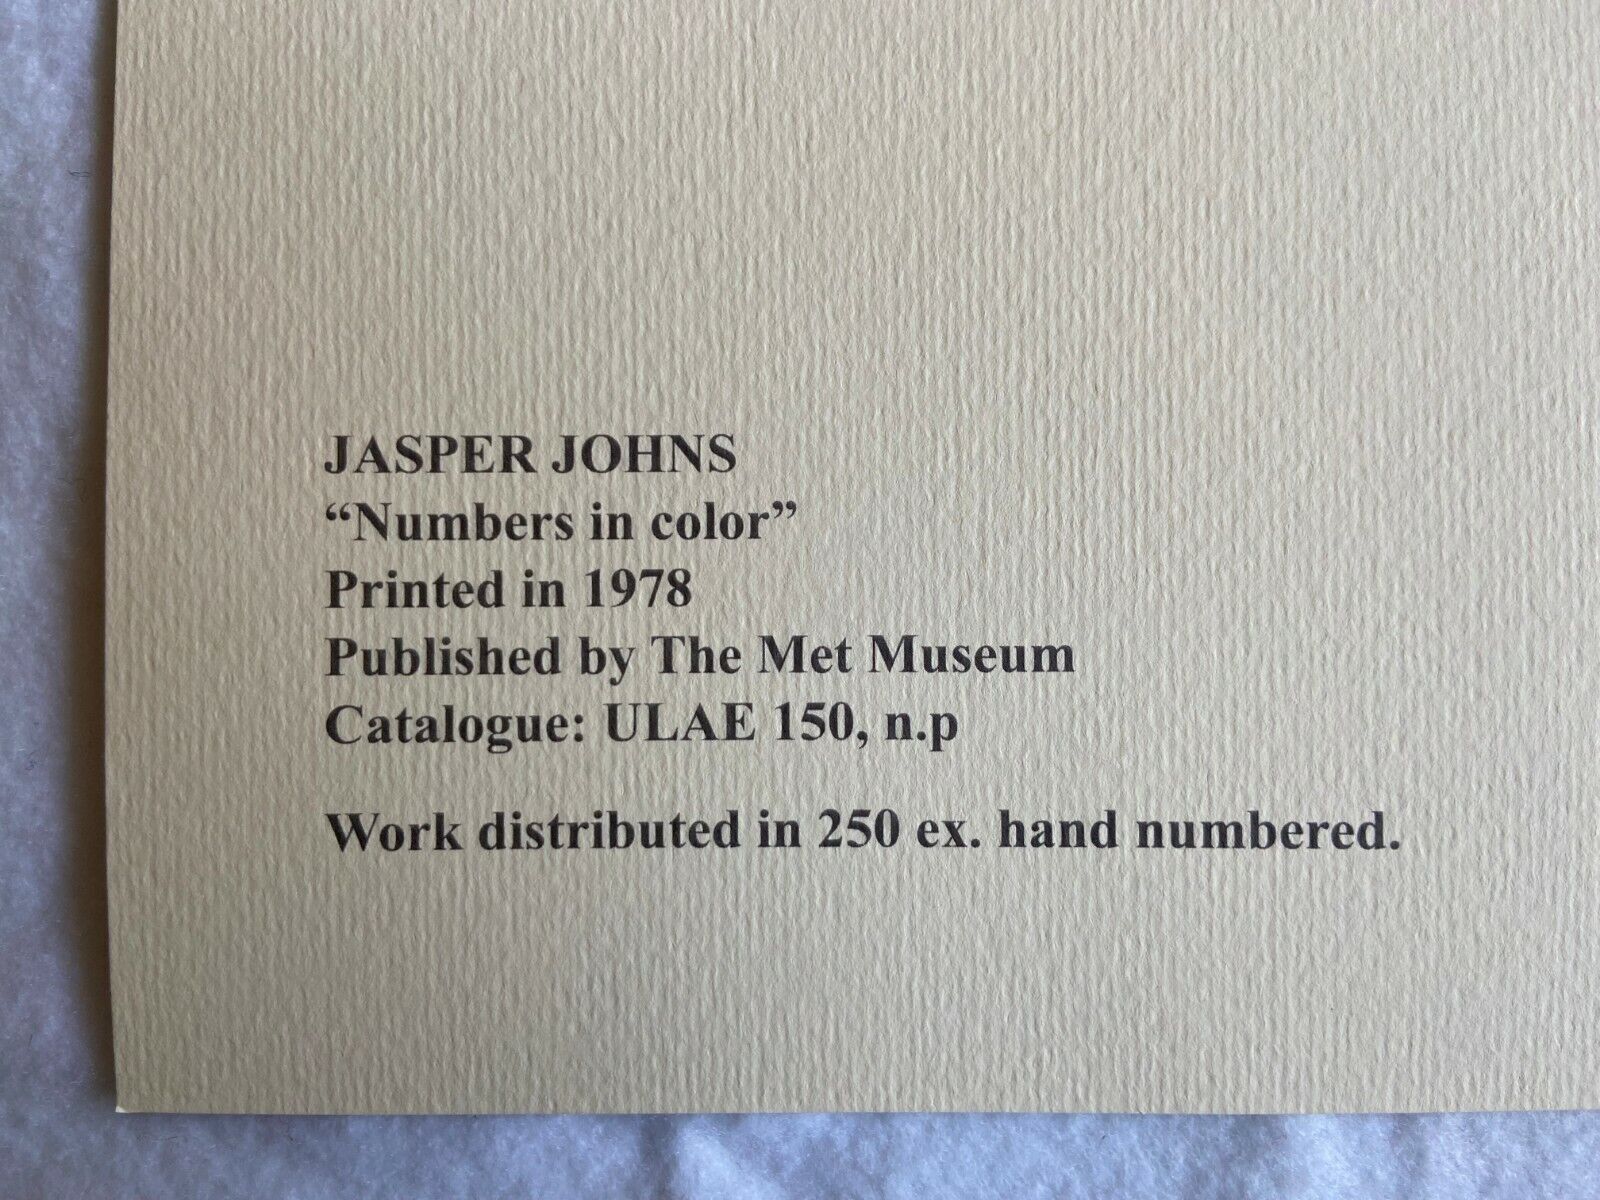 JASPER JOHNS
“Numbers in color”
Printed in 1978
Published by The Met Museum
Catalogue: ULAE 150, n.p
Work distributed in 250 ex. hand numbered.